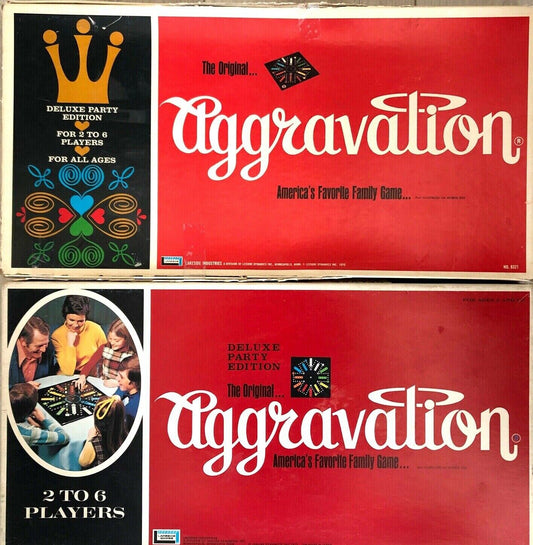 DELUXE PARTY
EDITION
FOR 2 TO 6
PLAYERS
FOR ALL AGES
The Original...
aggravation®
America's Favorite Family Game...
LAKESIDE INDUSTRIES
NO. 8321
2 TO 6
PLAYERS
DELUXE
PARTY
EDITION
The Original...
aggravation
America's Favorite Family Game...